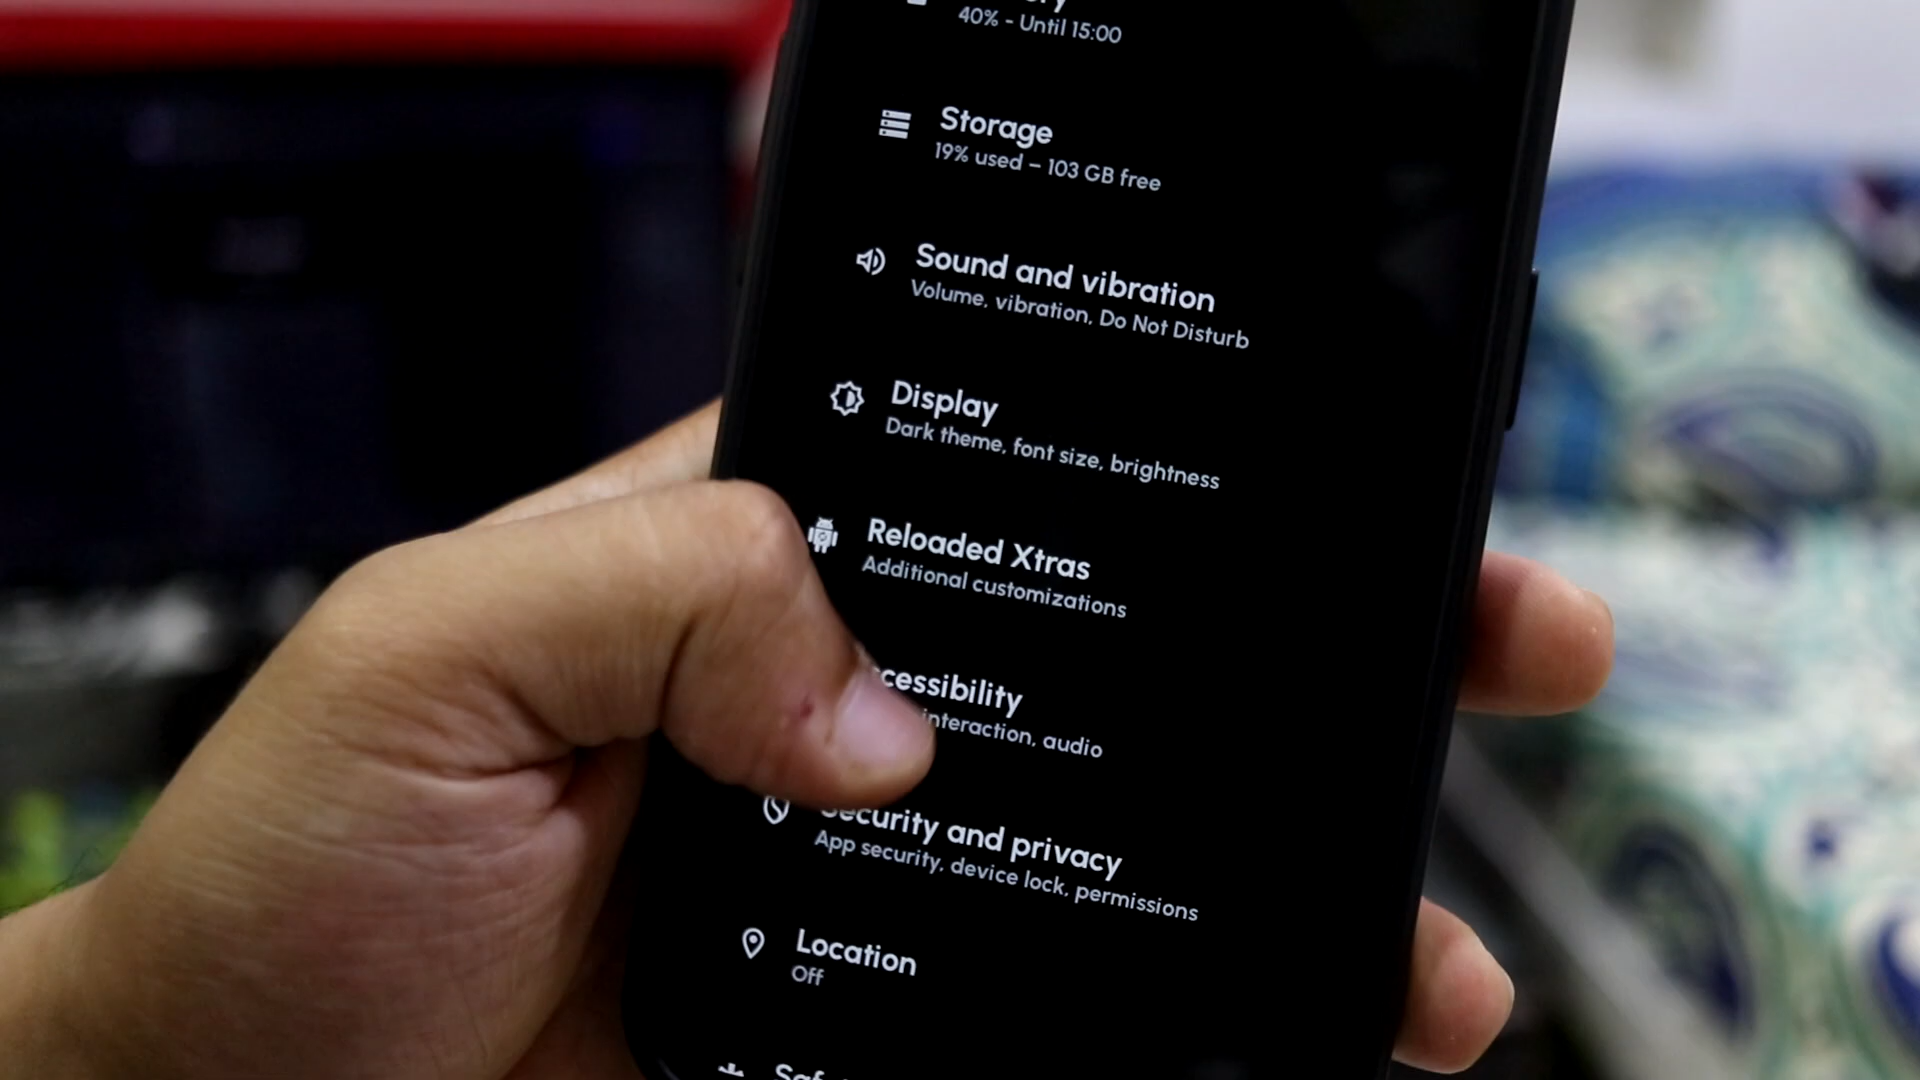 40% - Until 15:00
Storage
19% used – 103 GB free
Sound and vibration
Volume, vibration, Do Not Disturb
Display
Dark theme, font size, brightness
Reloaded Xtras
Additional customizations
cessibility
interaction, audio
Security and privacy
App security, device lock, permissions
Location
Off